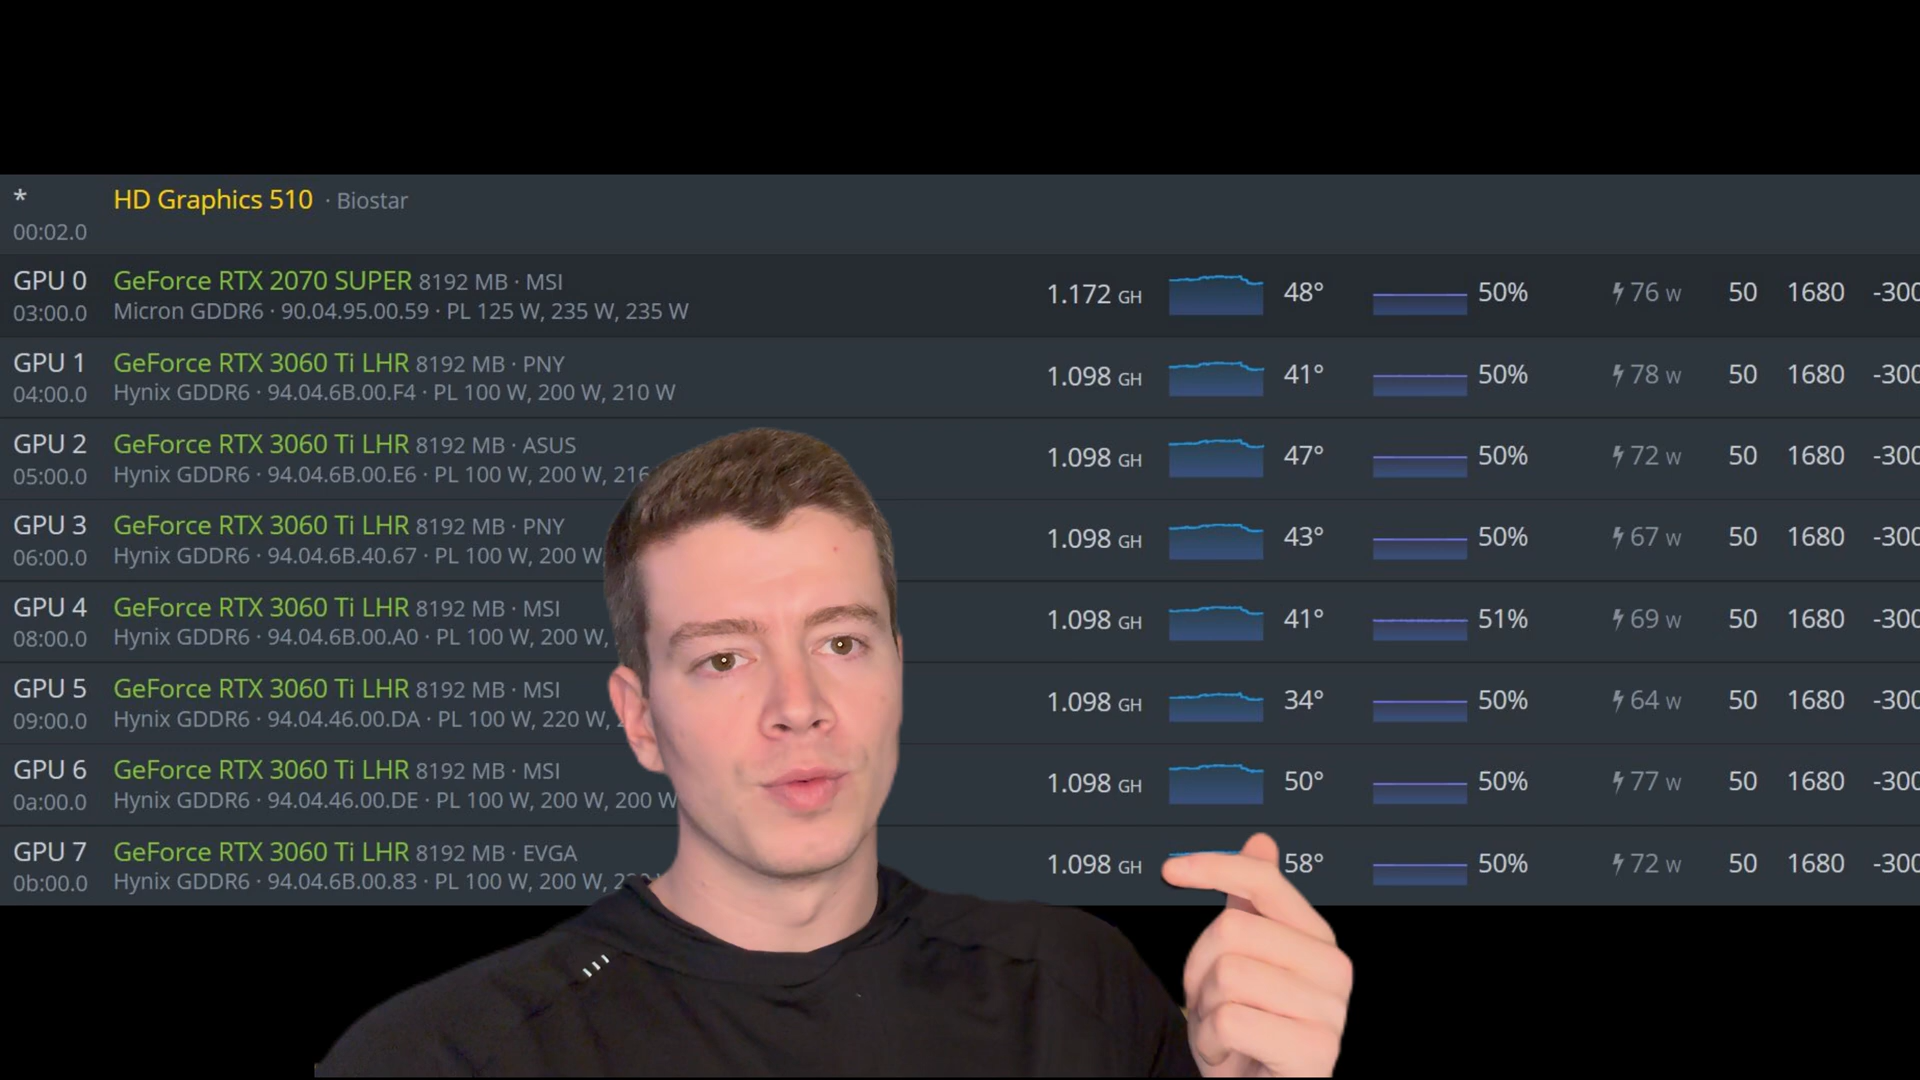 * HD Graphics 510 · Biostar
00:02.0
GPU 0 GeForce RTX 2070 SUPER 8192 MB · MSI 1.172 GH 48° 50% 76 W 50 1680 -300
03:00.0 Micron GDDR6 · 90.04.95.00.59 · PL 125 W, 235 W, 235 W
GPU 1 GeForce RTX 3060 Ti LHR 8192 MB · PNY 1.098 GH 41° 50% 78 W 50 1680 -300
04:00.0 Hynix GDDR6 · 94.04.6B.00.F4 · PL 100 W, 200 W, 210 W
GPU 2 GeForce RTX 3060 Ti LHR 8192 MB · ASUS 1.098 GH 47° 50% 72 W 50 1680 -300
05:00.0 Hynix GDDR6 · 94.04.6B.00.E6 · PL 100 W, 200 W, 216
GPU 3 GeForce RTX 3060 Ti LHR 8192 MB · PNY 1.098 GH 43° 50% 67 W 50 1680 -300
06:00.0 Hynix GDDR6 · 94.04.6B.40.67 · PL 100 W, 200 W,
GPU 4 GeForce RTX 3060 Ti LHR 8192 MB · MSI 1.098 GH 41° 51% 69 W 50 1680 -300
08:00.0 Hynix GDDR6 · 94.04.6B.00.A0 · PL 100 W, 200 W,
GPU 5 GeForce RTX 3060 Ti LHR 8192 MB · MSI 1.098 GH 34° 50% 64 W 50 1680 -300
09:00.0 Hynix GDDR6 · 94.04.46.00.DA · PL 100 W, 220 W,
GPU 6 GeForce RTX 3060 Ti LHR 8192 MB · MSI 1.098 GH 50° 50% 77 W 50 1680 -300
0a:00.0 Hynix GDDR6 · 94.04.46.00.DE · PL 100 W, 200 W, 200 W
GPU 7 GeForce RTX 3060 Ti LHR 8192 MB · EVGA 1.098 GH 58° 50% 72 W 50 1680 -300
0b:00.0 Hynix GDDR6 · 94.04.6B.00.83 · PL 100 W, 200 W,